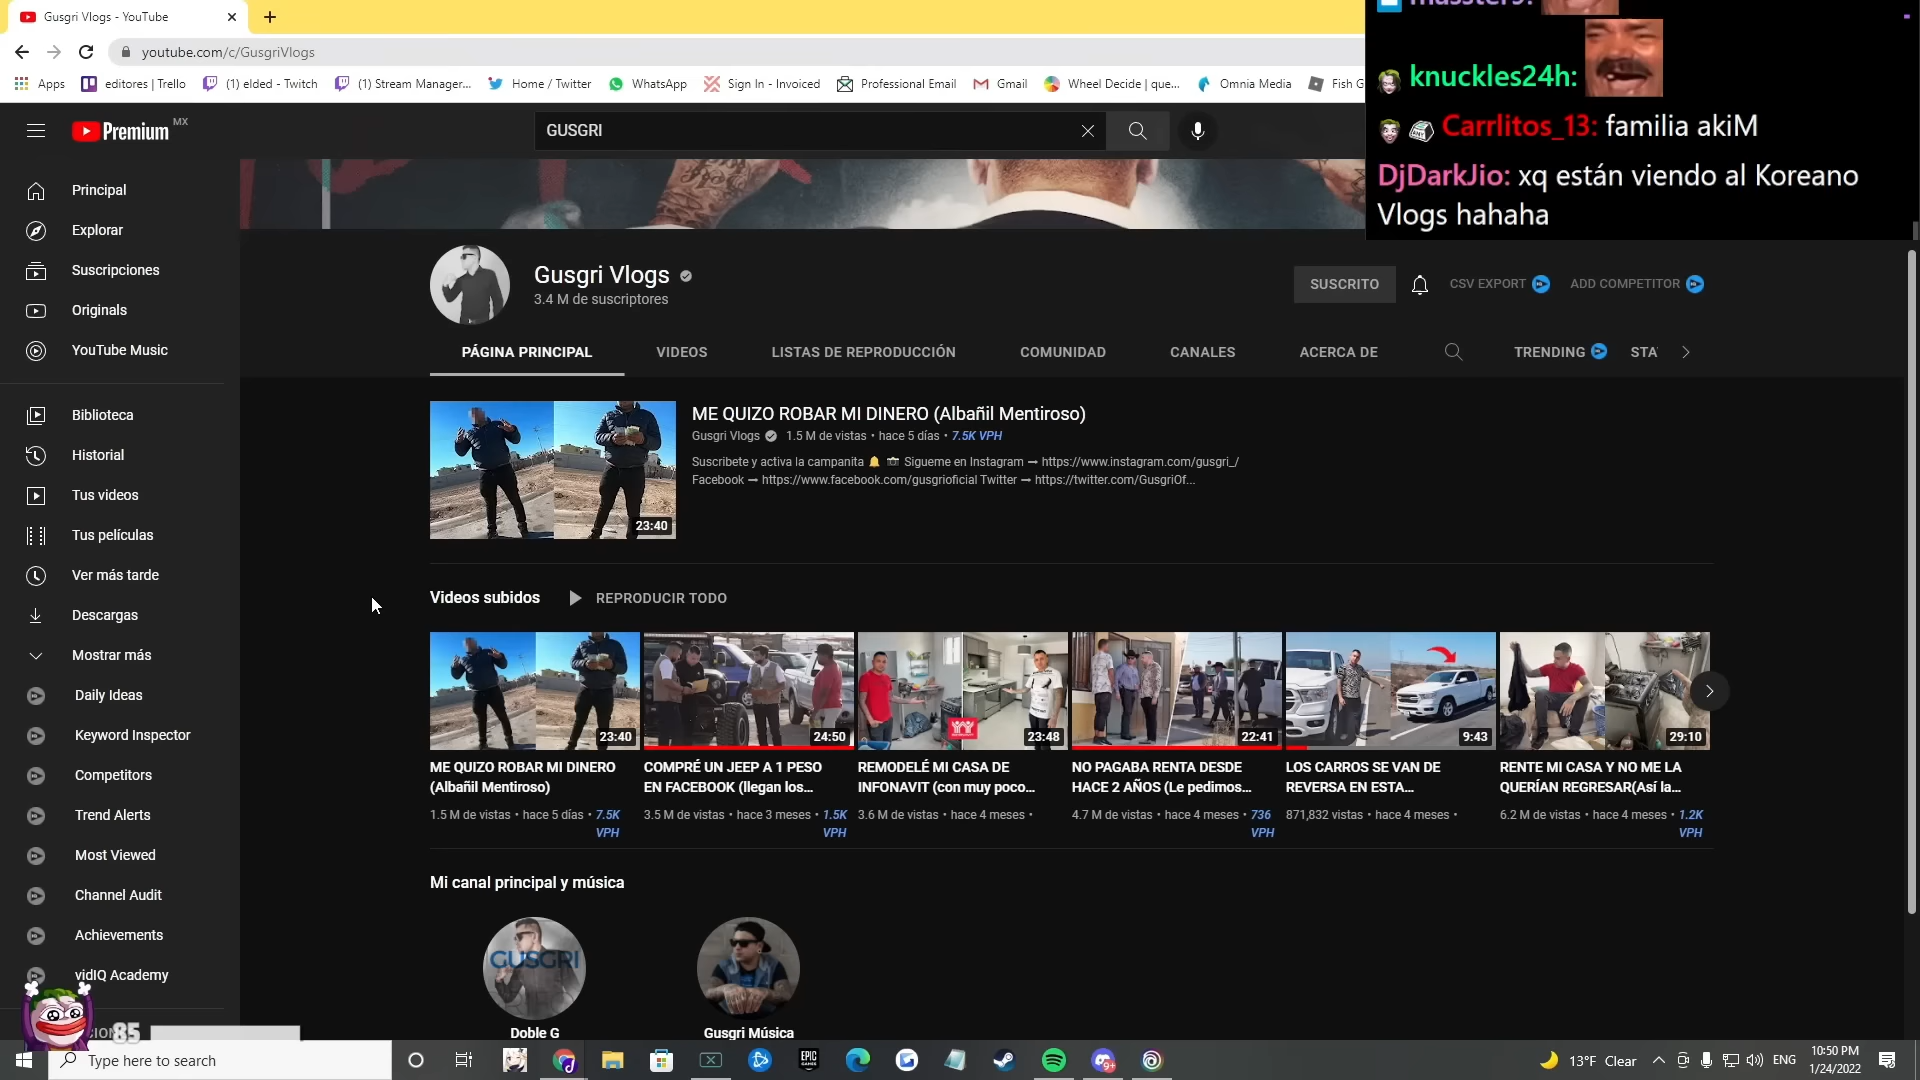 Gusgri Vlogs - YouTube
youtube.com/c/GusgriVlogs
Apps
editores | Trello
(1) elded - Twitch
(1) Stream Manager...
Home / Twitter
WhatsApp
Sign In - Invoiced
Professional Email
Gmail
Wheel Decide | que...
Omnia Media
Fish G
knuckles24h:
Carrlitos_13: familia akiM
DjDarkJio: xq están viendo al Koreano
Vlogs hahaha
Premium MX
GUSGRI
Principal
Explorar
Suscripciones
Originals
YouTube Music
Biblioteca
Historial
Tus videos
Tus películas
Ver más tarde
Descargas
Mostrar más
Daily Ideas
Keyword Inspector
Competitors
Trend Alerts
Most Viewed
Channel Audit
Achievements
vidIQ Academy
85
Gusgri Vlogs
3.4 M de suscriptores
SUSCRITO
CSV EXPORT
ADD COMPETITOR
PÁGINA PRINCIPAL
VIDEOS
LISTAS DE REPRODUCCIÓN
COMUNIDAD
CANALES
ACERCA DE
TRENDING
STA
23:40
ME QUIZO ROBAR MI DINERO (Albañil Mentiroso)
Gusgri Vlogs 1.5 M de vistas • hace 5 días • 7.5K VPH
Suscribete y activa la campanita 🔔 📷 Sigueme en Instagram ➞ https://www.instagram.com/gusgri_/
Facebook ➞ https://www.facebook.com/gusgrioficial Twitter ➞ https://twitter.com/GusgriOf...
Videos subidos
REPRODUCIR TODO
23:40
ME QUIZO ROBAR MI DINERO
(Albañil Mentiroso)
1.5 M de vistas • hace 5 días • 7.5K
VPH
24:50
COMPRÉ UN JEEP A 1 PESO
EN FACEBOOK (llegan los...
3.5 M de vistas • hace 3 meses • 1.5K
VPH
23:48
REMODELÉ MI CASA DE
INFONAVIT (con muy poco...
3.6 M de vistas • hace 4 meses •
22:41
NO PAGABA RENTA DESDE
HACE 2 AÑOS (Le pedimos...
4.7 M de vistas • hace 4 meses • 736
VPH
9:43
LOS CARROS SE VAN DE
REVERSA EN ESTA...
871,832 vistas • hace 4 meses •
29:10
RENTE MI CASA Y NO ME LA
QUERÍAN REGRESAR(Así la...
6.2 M de vistas • hace 4 meses • 1.2K
VPH
Mi canal principal y música
GUSGRI
Doble G
Gusgri Música
Type here to search
EPIC
GAMES
9+
13°F Clear
ENG
10:50 PM
1/24/2022